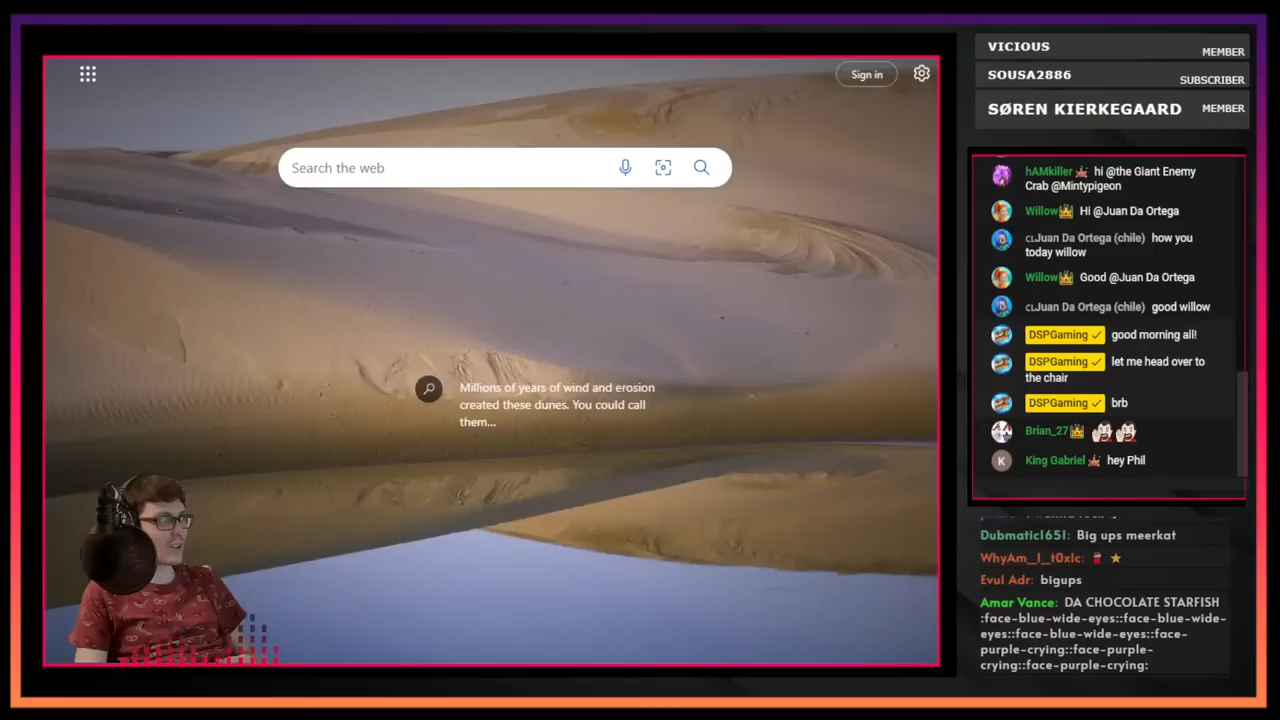 Sign in
Search the web
Millions of years of wind and erosion
created these dunes. You could call
them...
VICIOUS
MEMBER
SOUSA2886
SUBSCRIBER
SØREN KIERKEGAARD
MEMBER
hAMkiller hi @the Giant Enemy
Crab @Mintypigeon
Willow Hi @Juan Da Ortega
CLJuan Da Ortega (chile) how you
today willow
Willow Good @Juan Da Ortega
CLJuan Da Ortega (chile) good willow
DSPGaming ✓ good morning all!
DSPGaming ✓ let me head over to
the chair
DSPGaming ✓ brb
Brian_27
K King Gabriel hey Phil
Dubmatic1651: Big ups meerkat
WhyAm_I_t0xIc:
Evul Adr: bigups
Amar Vance: DA CHOCOLATE STARFISH
:face-blue-wide-eyes::face-blue-wide-
eyes::face-blue-wide-eyes::face-
purple-crying::face-purple-
crying::face-purple-crying: